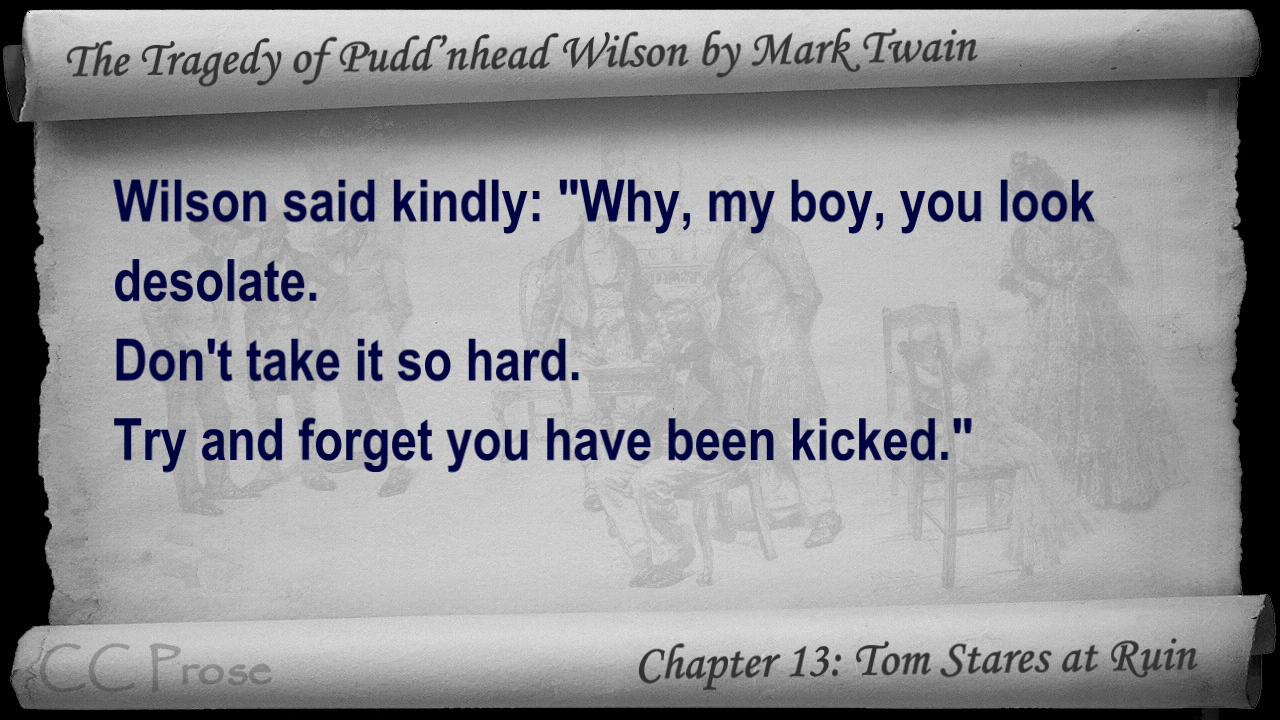 The Tragedy of Pudd'nhead Wilson by Mark Twain
Wilson said kindly: "Why, my boy, you look
desolate.
Don't take it so hard.
Try and forget you have been kicked."
CC Prose
Chapter 13: Tom Stares at Ruin